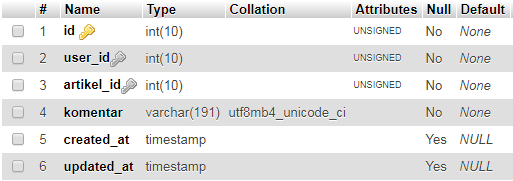 # Name Type Collation Attributes Null Default
1 id int(10) UNSIGNED No None
2 user_id int(10) UNSIGNED No None
3 artikel_id int(10) UNSIGNED No None
4 komentar varchar(191) utf8mb4_unicode_ci No None
5 created_at timestamp Yes NULL
6 updated_at timestamp Yes NULL